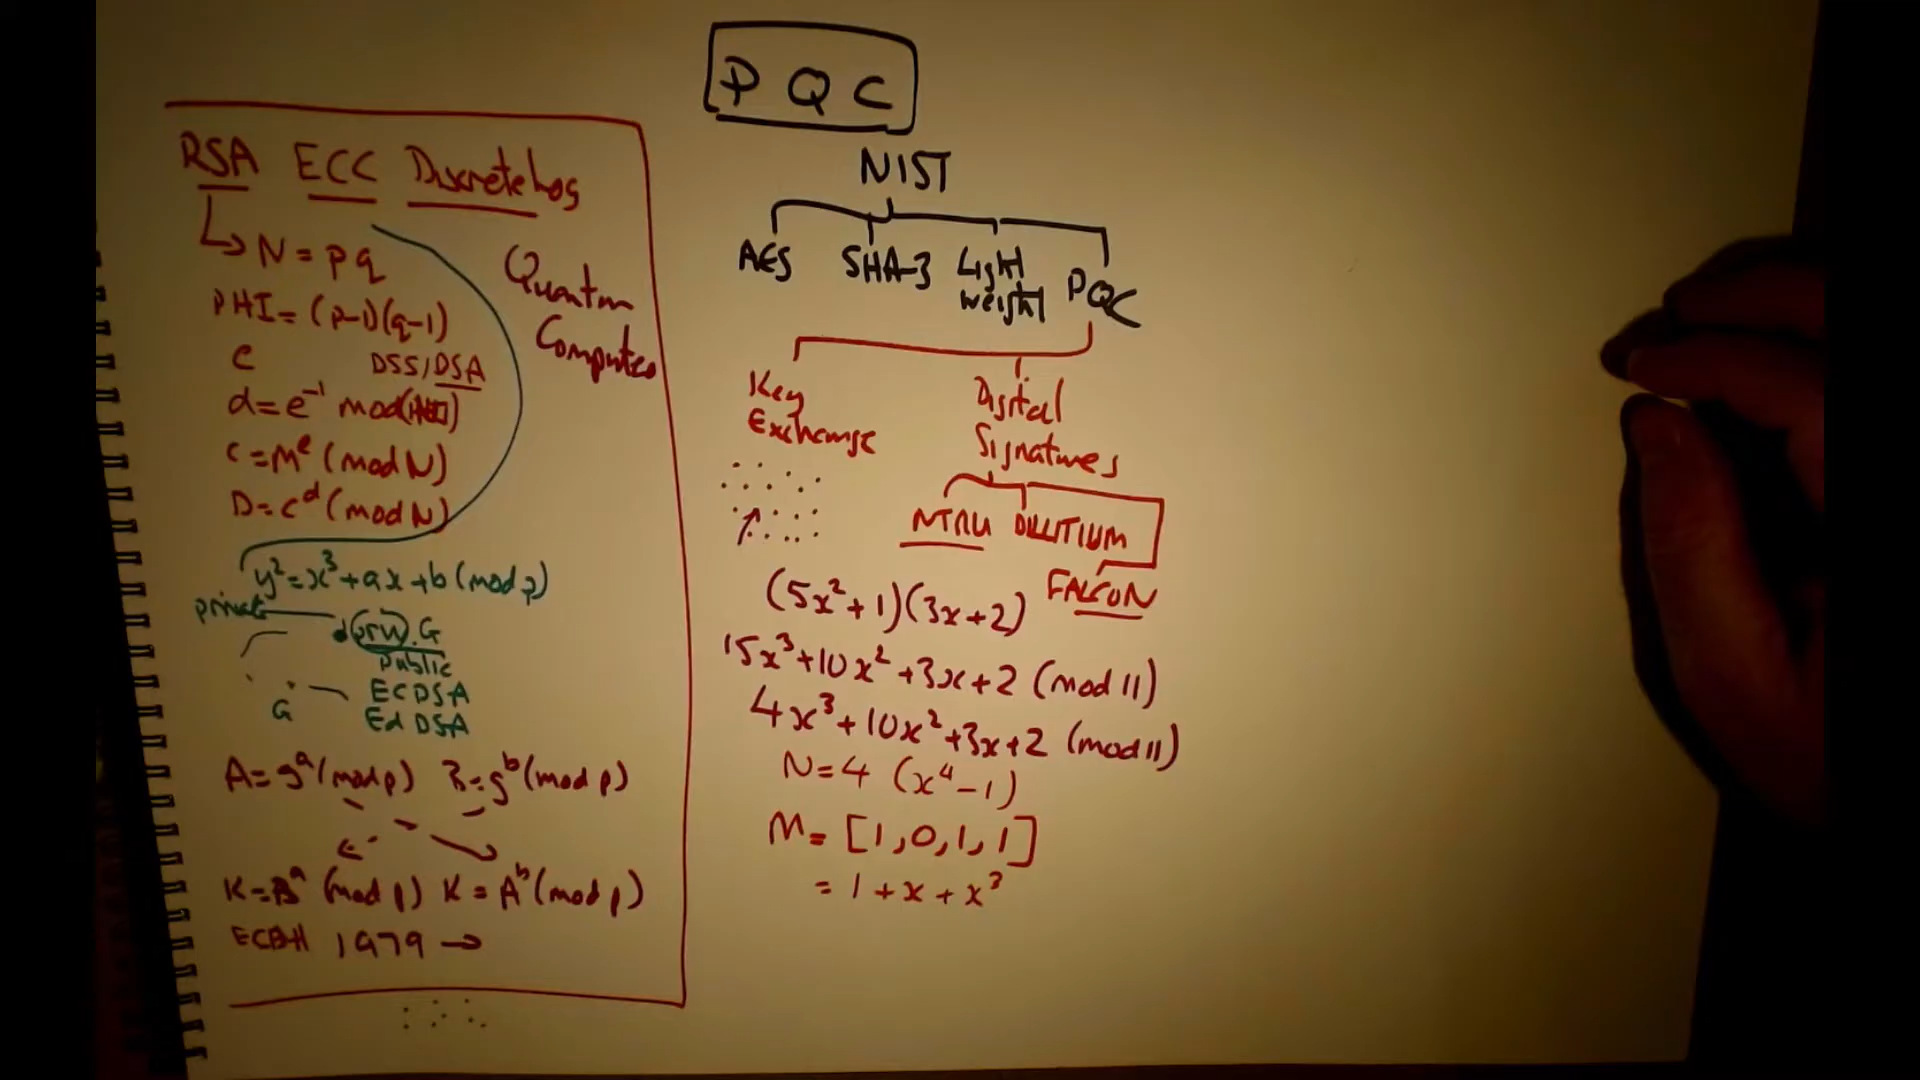 P Q C
RSA ECC Discrete Log
N = pq
PHI = (p-1)(q-1)
e
DSS/DSA
d = e⁻¹ mod
c = Mᵉ (mod N)
D = cᵈ (mod N)
Quantum
Computer
y² = x³ + ax + b (mod p)
private
G
Public
ECDSA
G
EdDSA
A = gᵃ (mod p) B = gᵇ (mod p)
K = Bᵃ (mod p) K = Aᵇ (mod p)
ECDH 1979 →
NIST
AES SHA-3 Light weight PQC
Key
Exchange
Digital
Signatures
NTRU DILLITIUM
FALCON
(5x² + 1)(3x + 2)
15x³ + 10x² + 3x + 2 (mod 11)
4x³ + 10x² + 3x + 2 (mod 11)
N = 4 (x⁴ - 1)
M = [1, 0, 1, 1]
= 1 + x + x³